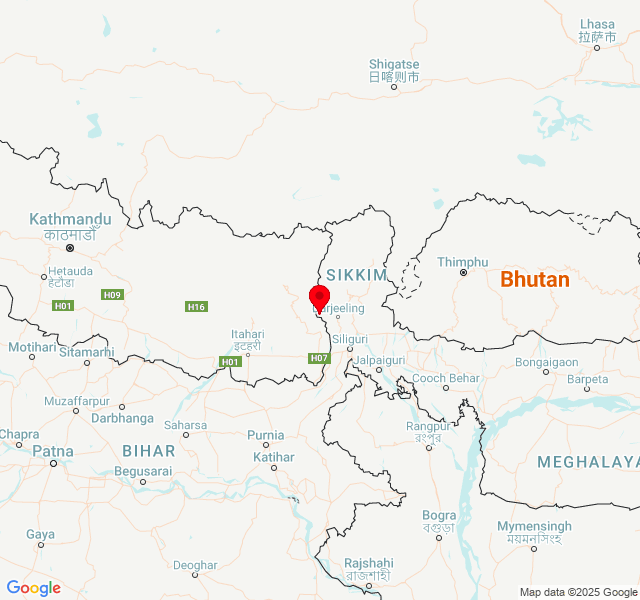 Lhasa
拉萨市
Shigatse
日喀则市
Kathmandu
काठमाडौं
Thimphu
SIKKIM
Bhutan
Hetauda
हेटौंडा
H09
H01
H16
Darjeeling
Itahari
इटहरी
Siliguri
H07
H01
Motihari
Sitamarhi
Jalpaiguri
Cooch Behar
Bongaigaon
Barpeta
Muzaffarpur
Darbhanga
Saharsa
Rangpur
রংপুর
Chapra
Patna
BIHAR
Purnia
Katihar
Begusarai
MEGHALAYA
Bogra
বগুড়া
Mymensingh
ময়মনসিংহ
Gaya
Deoghar
Rajshahi
রাজশাহী
Google
Map data ©2025 Google